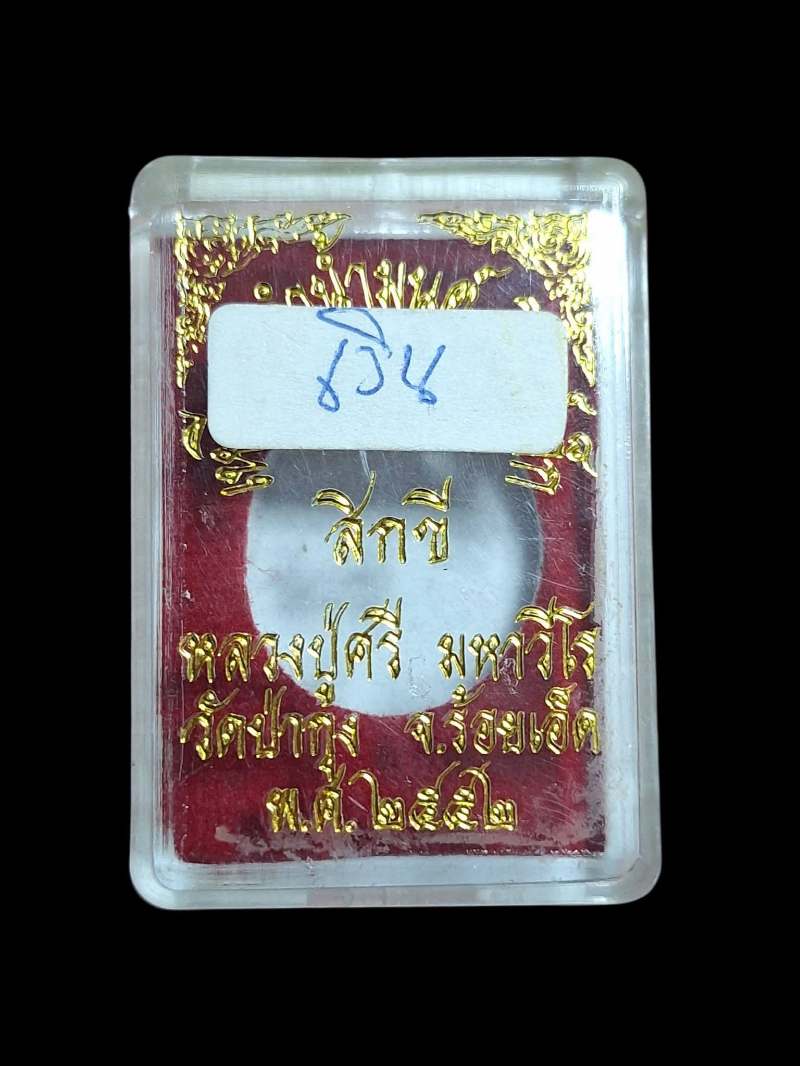 เงิน
สิกขี
หลวงปู่ศรี มหาวีโร
วัดป่ากุง จ.ร้อยเอ็ด
พ.ศ.๒๕๕๒